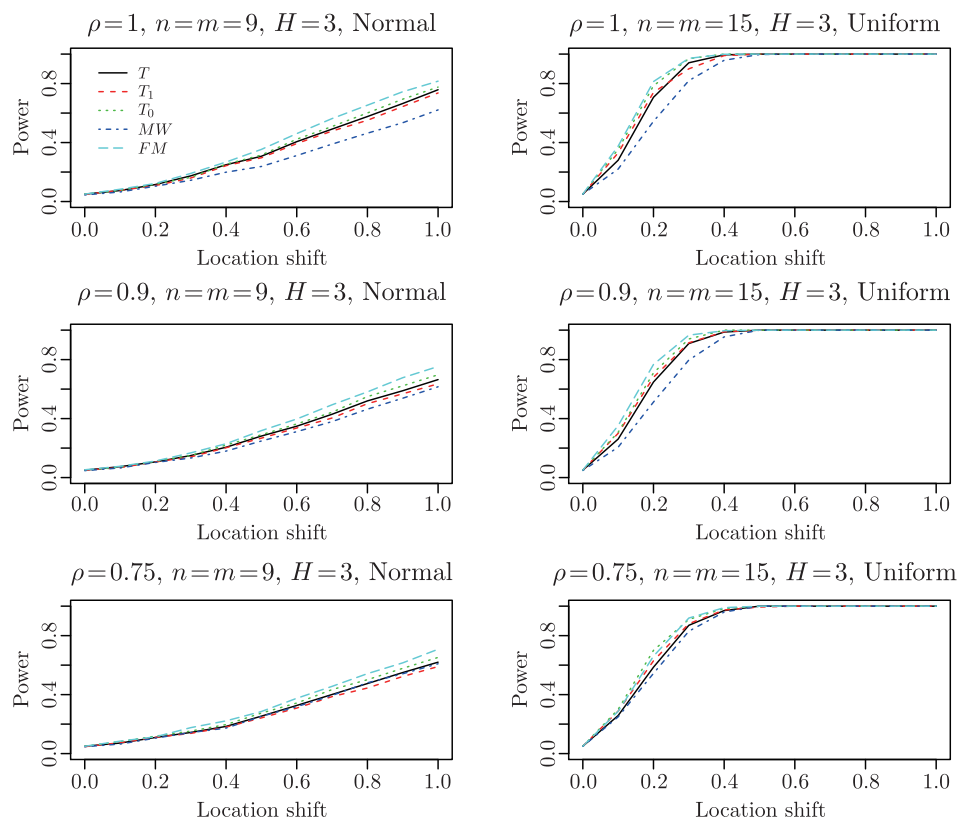 ρ=1, n=m=9, H=3, Normal
Power
0.0 0.4 0.8
T
T₁
T₀
MW
FM
0.0 0.2 0.4 0.6 0.8 1.0
Location shift
ρ=1, n=m=15, H=3, Uniform
Power
0.0 0.4 0.8
0.0 0.2 0.4 0.6 0.8 1.0
Location shift
ρ=0.9, n=m=9, H=3, Normal
Power
0.0 0.4 0.8
0.0 0.2 0.4 0.6 0.8 1.0
Location shift
ρ=0.9, n=m=15, H=3, Uniform
Power
0.0 0.4 0.8
0.0 0.2 0.4 0.6 0.8 1.0
Location shift
ρ=0.75, n=m=9, H=3, Normal
Power
0.0 0.4 0.8
0.0 0.2 0.4 0.6 0.8 1.0
Location shift
ρ=0.75, n=m=15, H=3, Uniform
Power
0.0 0.4 0.8
0.0 0.2 0.4 0.6 0.8 1.0
Location shift